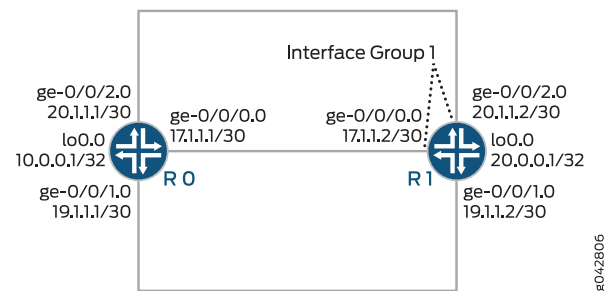 Interface Group 1
ge-0/0/2.0
20.1.1.1/30
ge-0/0/0.0
17.1.1.1/30
ge-0/0/0.0
17.1.1.2/30
ge-0/0/2.0
20.1.1.2/30
lo0.0
10.0.0.1/32
lo0.0
20.0.0.1/32
R 0
R 1
ge-0/0/1.0
19.1.1.1/30
ge-0/0/1.0
19.1.1.2/30
g042806